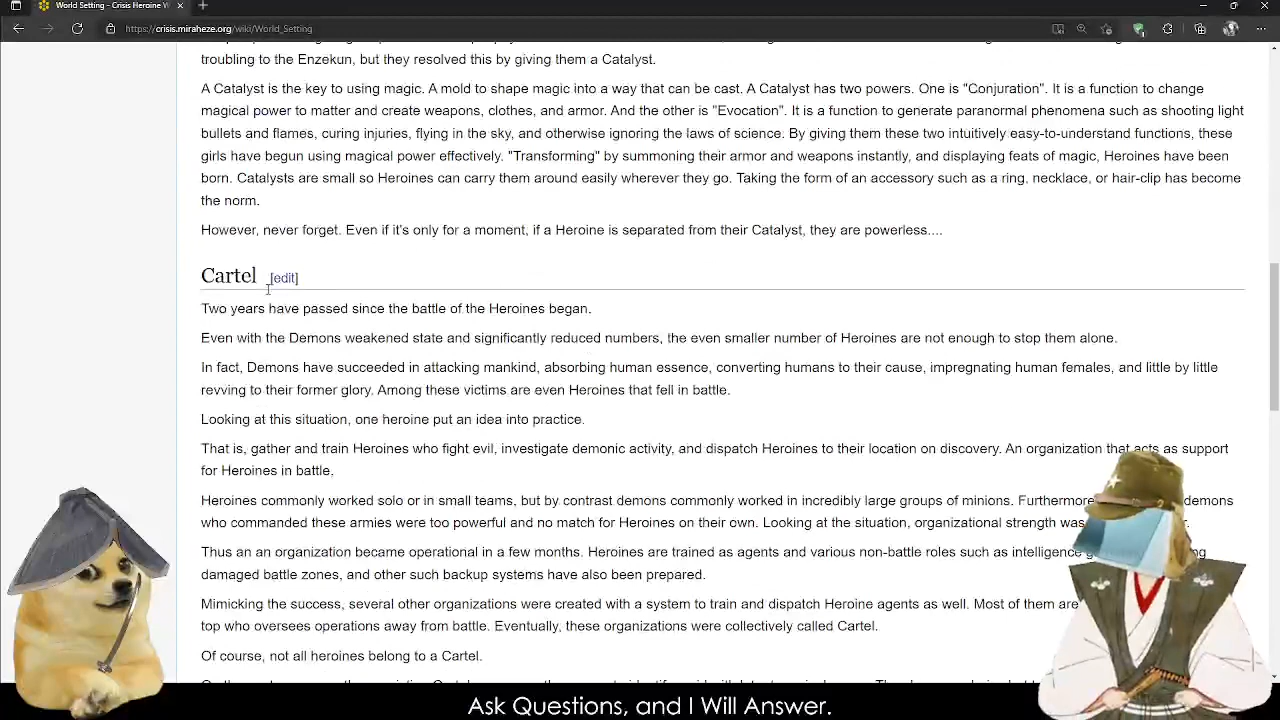 World Setting - Crisis Heroine W
https://crisis.miraheze.org/wiki/World_Setting
troubling to the Enzekun, but they resolved this by giving them a Catalyst.
A Catalyst is the key to using magic. A mold to shape magic into a way that can be cast. A Catalyst has two powers. One is "Conjuration". It is a function to change
magical power to matter and create weapons, clothes, and armor. And the other is "Evocation". It is a function to generate paranormal phenomena such as shooting light
bullets and flames, curing injuries, flying in the sky, and otherwise ignoring the laws of science. By giving them these two intuitively easy-to-understand functions, these
girls have begun using magical power effectively. "Transforming" by summoning their armor and weapons instantly, and displaying feats of magic, Heroines have been
born. Catalysts are small so Heroines can carry them around easily wherever they go. Taking the form of an accessory such as a ring, necklace, or hair-clip has become
the norm.
However, never forget. Even if it's only for a moment, if a Heroine is separated from their Catalyst, they are powerless....
Cartel [edit]
Two years have passed since the battle of the Heroines began.
Even with the Demons weakened state and significantly reduced numbers, the even smaller number of Heroines are not enough to stop them alone.
In fact, Demons have succeeded in attacking mankind, absorbing human essence, converting humans to their cause, impregnating human females, and little by little
revving to their former glory. Among these victims are even Heroines that fell in battle.
Looking at this situation, one heroine put an idea into practice.
That is, gather and train Heroines who fight evil, investigate demonic activity, and dispatch Heroines to their location on discovery. An organization that acts as support
for Heroines in battle.
Heroines commonly worked solo or in small teams, but by contrast demons commonly worked in incredibly large groups of minions. Furthermore demons
who commanded these armies were too powerful and no match for Heroines on their own. Looking at the situation, organizational strength was
Thus an an organization became operational in a few months. Heroines are trained as agents and various non-battle roles such as intelligence
damaged battle zones, and other such backup systems have also been prepared.
Mimicking the success, several other organizations were created with a system to train and dispatch Heroine agents as well. Most of them are
top who oversees operations away from battle. Eventually, these organizations were collectively called Cartel.
Of course, not all heroines belong to a Cartel.
Ask Questions, and I Will Answer.